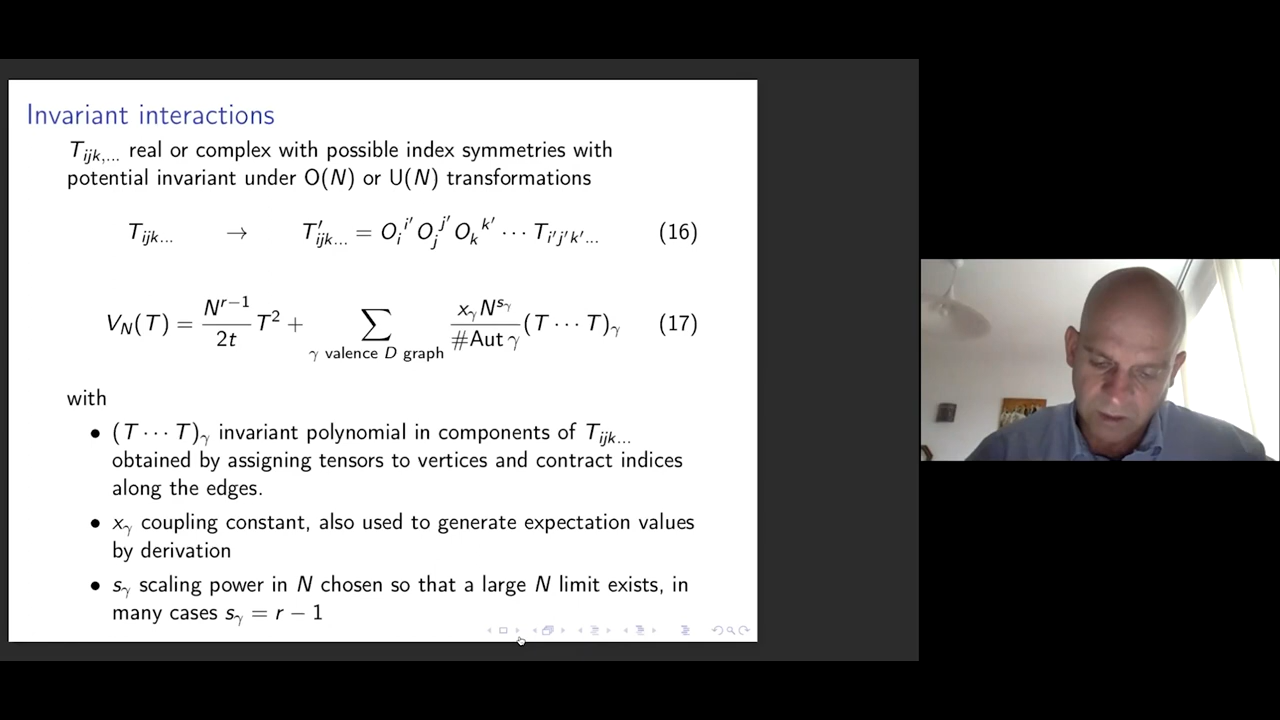 Invariant interactions
T_{ijk,...} real or complex with possible index symmetries with
potential invariant under O(N) or U(N) transformations
T_{ijk...} → T'_{ijk...} = O_i^{i'} O_j^{j'} O_k^{k'} ··· T_{i'j'k'...} (16)
V_N(T) = \frac{N^{r−1}}{2t} T^2 + \sum_{γ valence D graph} \frac{x_γ N^{s_γ}}{#Aut γ} (T ··· T)_γ (17)
with
• (T ··· T)_γ invariant polynomial in components of T_{ijk...}
obtained by assigning tensors to vertices and contract indices
along the edges.
• x_γ coupling constant, also used to generate expectation values
by derivation
• s_γ scaling power in N chosen so that a large N limit exists, in
many cases s_γ = r − 1